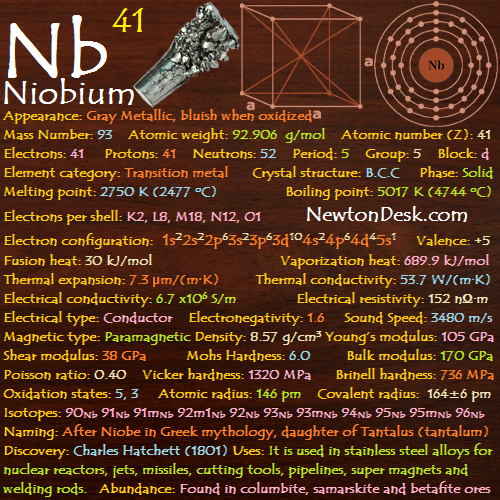 Nb 41
Niobium
a
a
a
Nb
Appearance: Gray Metallic, bluish when oxidized
Mass Number: 93 Atomic weight: 92.906 g/mol Atomic number (Z): 41
Electrons: 41 Protons: 41 Neutrons: 52 Period: 5 Group: 5 Block: d
Element category: Transition metal Crystal structure: B.C.C Phase: Solid
Melting point: 2750 K (2477 ºC) Boiling point: 5017 K (4744 ºC)
Electrons per shell: K2, L8, M18, N12, O1 NewtonDesk.com
Electron configuration: 1s²2s²2p⁶3s²3p⁶3d¹⁰4s²4p⁶4d⁴5s¹ Valence: +5
Fusion heat: 30 kJ/mol Vaporization heat: 689.9 kJ/mol
Thermal expansion: 7.3 μm/(m·K) Thermal conductivity: 53.7 W/(m·K)
Electrical conductivity: 6.7 x10⁶ S/m Electrical resistivity: 152 nΩ·m
Electrical type: Conductor Electronegativity: 1.6 Sound Speed: 3480 m/s
Magnetic type: Paramagnetic Density: 8.57 g/cm³ Young's modulus: 105 GPa
Shear modulus: 38 GPa Mohs Hardness: 6.0 Bulk modulus: 170 GPa
Poisson ratio: 0.40 Vicker hardness: 1320 MPa Brinell hardness: 736 MPa
Oxidation states: 5, 3 Atomic radius: 146 pm Covalent radius: 164±6 pm
Isotopes: 90Nb 91Nb 91mNb 92m1Nb 92Nb 93Nb 93mNb 94Nb 95Nb 95mNb 96Nb
Naming: After Niobe in Greek mythology, daughter of Tantalus (tantalum)
Discovery: Charles Hatchett (1801) Uses: It is used in stainless steel alloys for
nuclear reactors, jets, missiles, cutting tools, pipelines, super magnets and
welding rods. Abundance: Found in columbite, samarskite and betafite ores